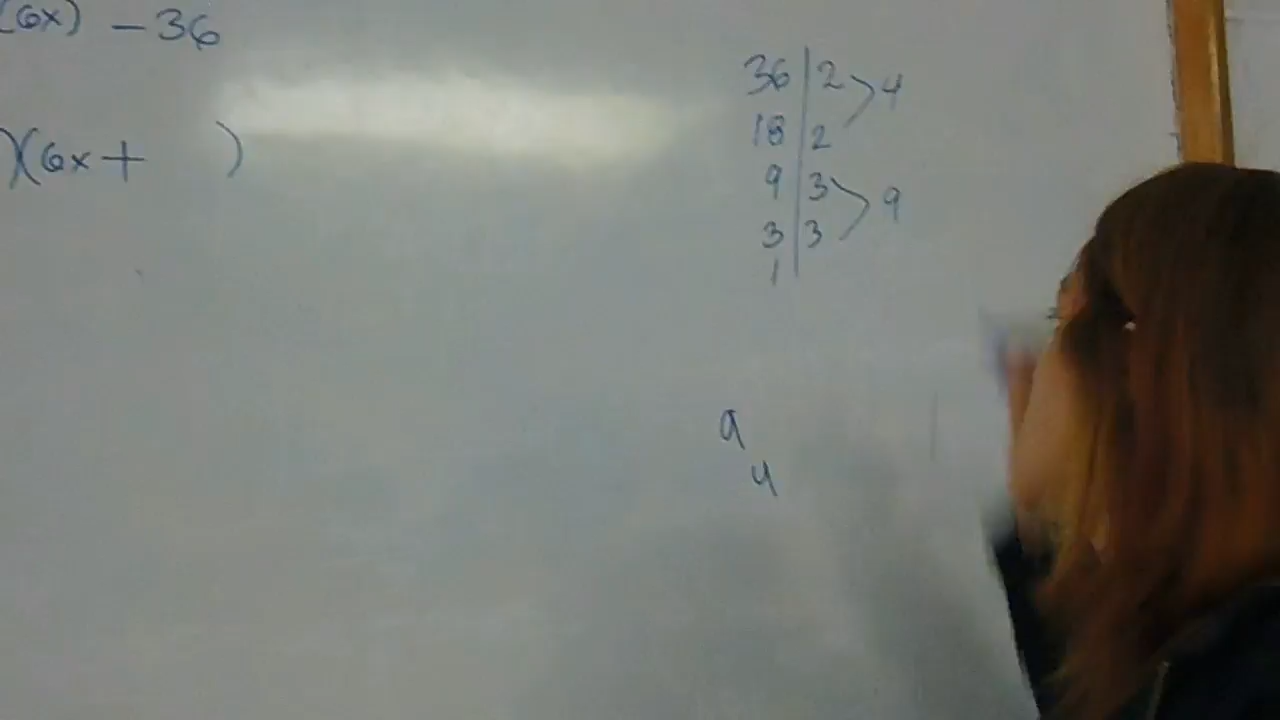 (6x) - 36
)(6x + )
36 | 2 > 4
18 | 2
9 | 3 > 9
3 | 3
1
9
4